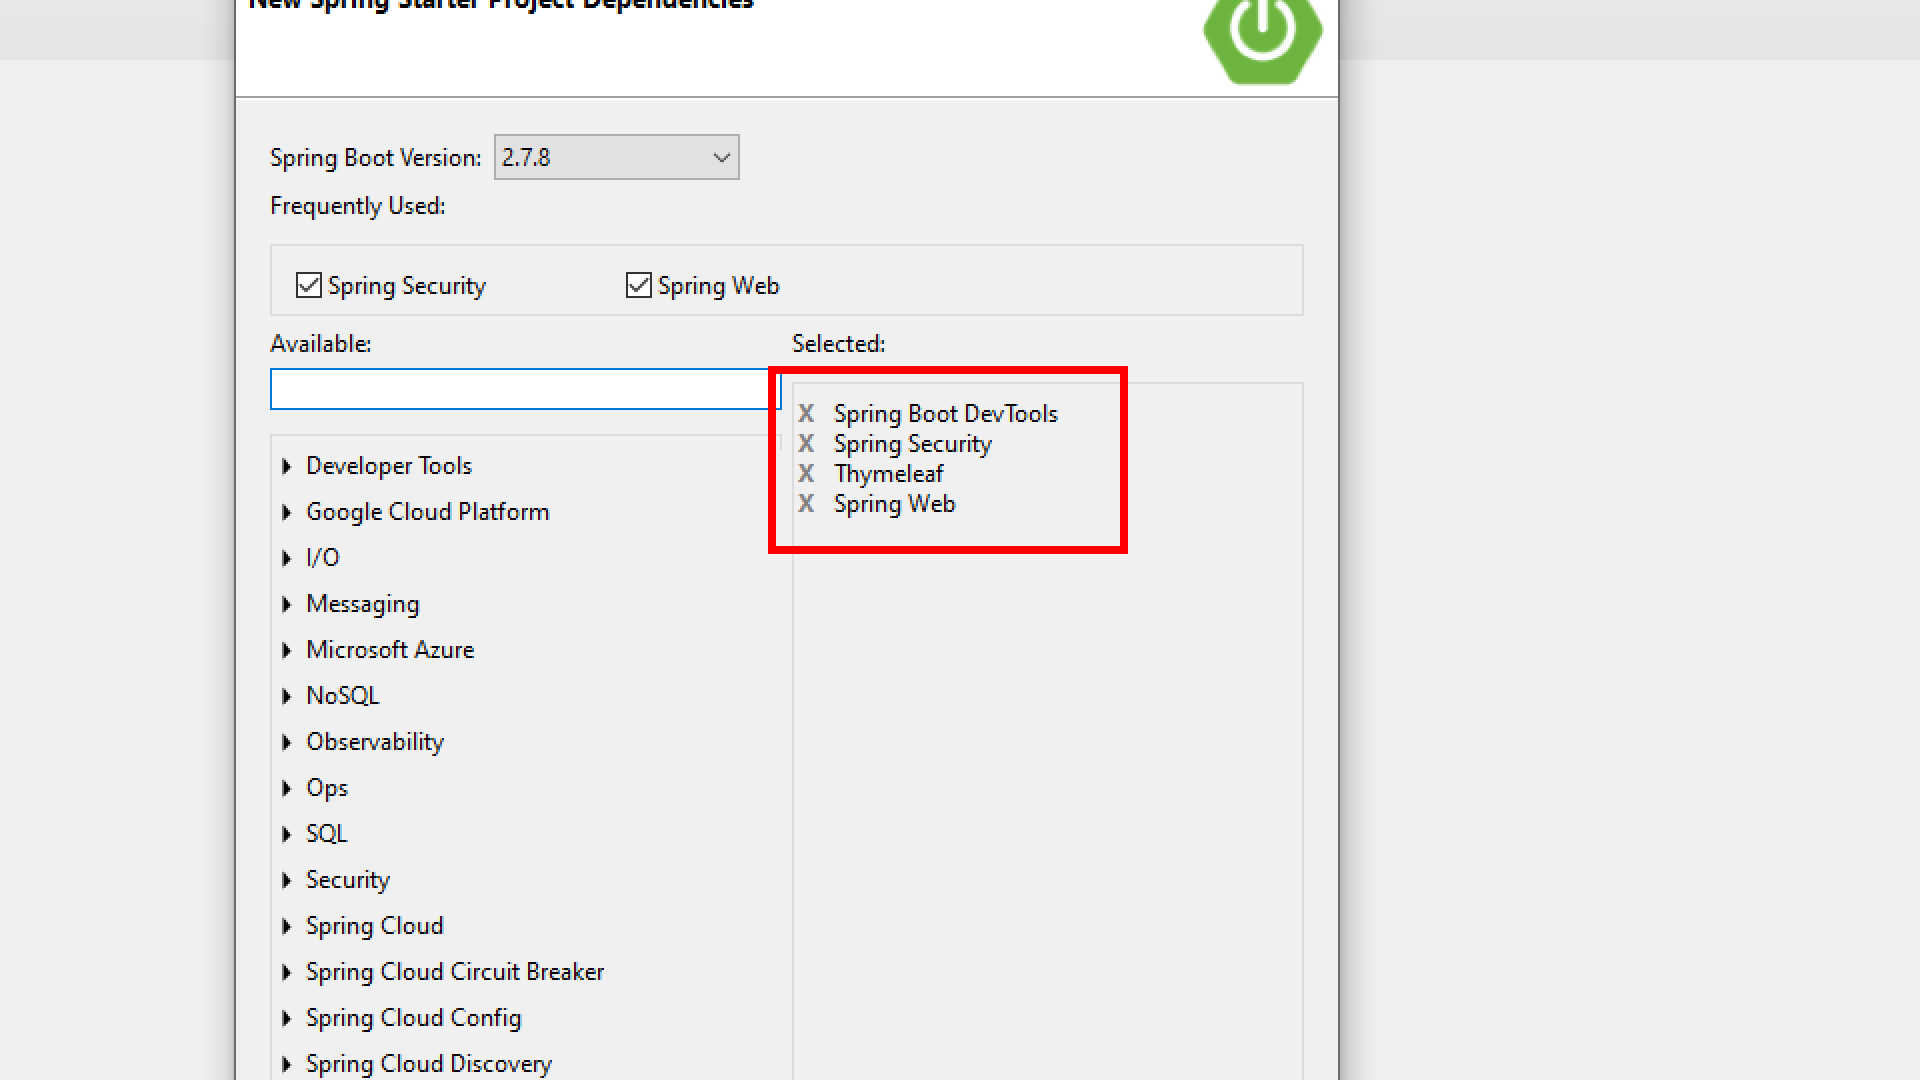 New Spring Starter Project Dependencies
Spring Boot Version: 2.7.8
Frequently Used:
Spring Security Spring Web
Available: Selected:
X Spring Boot DevTools
X Spring Security
X Thymeleaf
X Spring Web
Developer Tools
Google Cloud Platform
I/O
Messaging
Microsoft Azure
NoSQL
Observability
Ops
SQL
Security
Spring Cloud
Spring Cloud Circuit Breaker
Spring Cloud Config
Spring Cloud Discovery